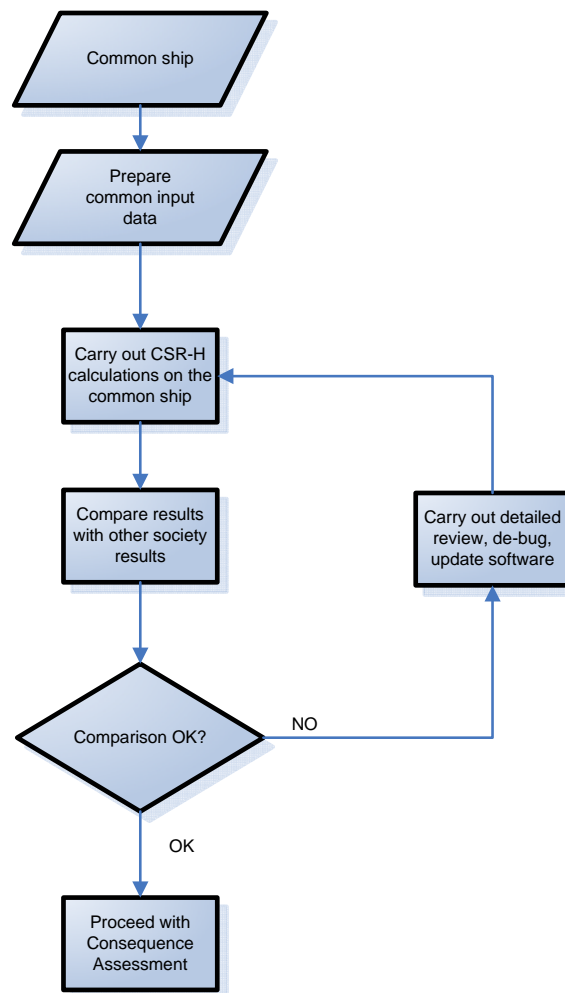 Common ship
Prepare
common input
data
Carry out CSR-H
calculations on the
common ship
Compare results
with other society
results
Carry out detailed
review, de-bug,
update software
Comparison OK?
NO
OK
Proceed with
Consequence
Assessment